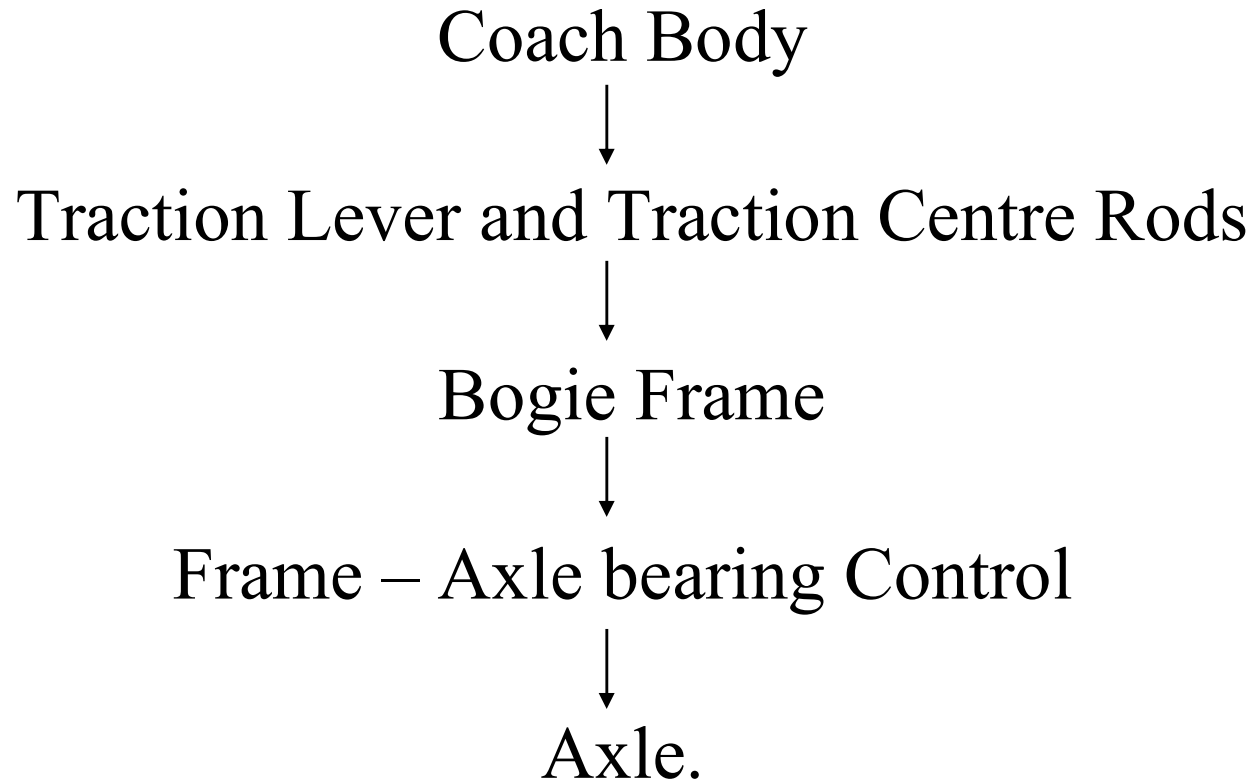 Coach Body
Traction Lever and Traction Centre Rods
Bogie Frame
Frame – Axle bearing Control
Axle.